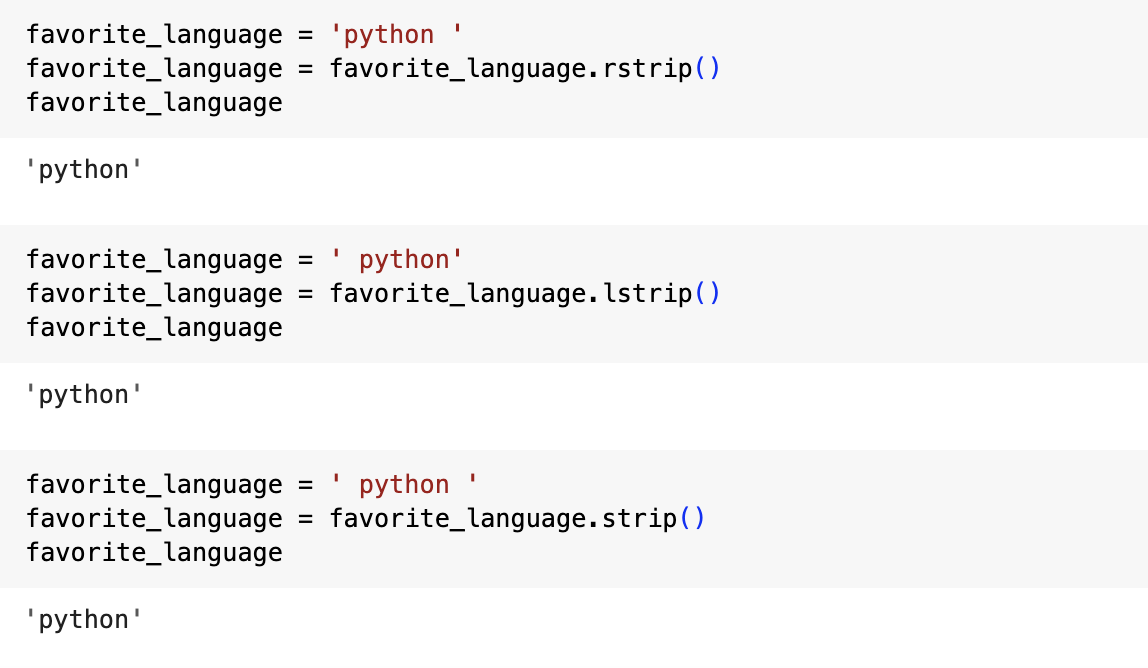 favorite_language = 'python '
favorite_language = favorite_language.rstrip()
favorite_language
'python'
favorite_language = ' python'
favorite_language = favorite_language.lstrip()
favorite_language
'python'
favorite_language = ' python '
favorite_language = favorite_language.strip()
favorite_language
'python'